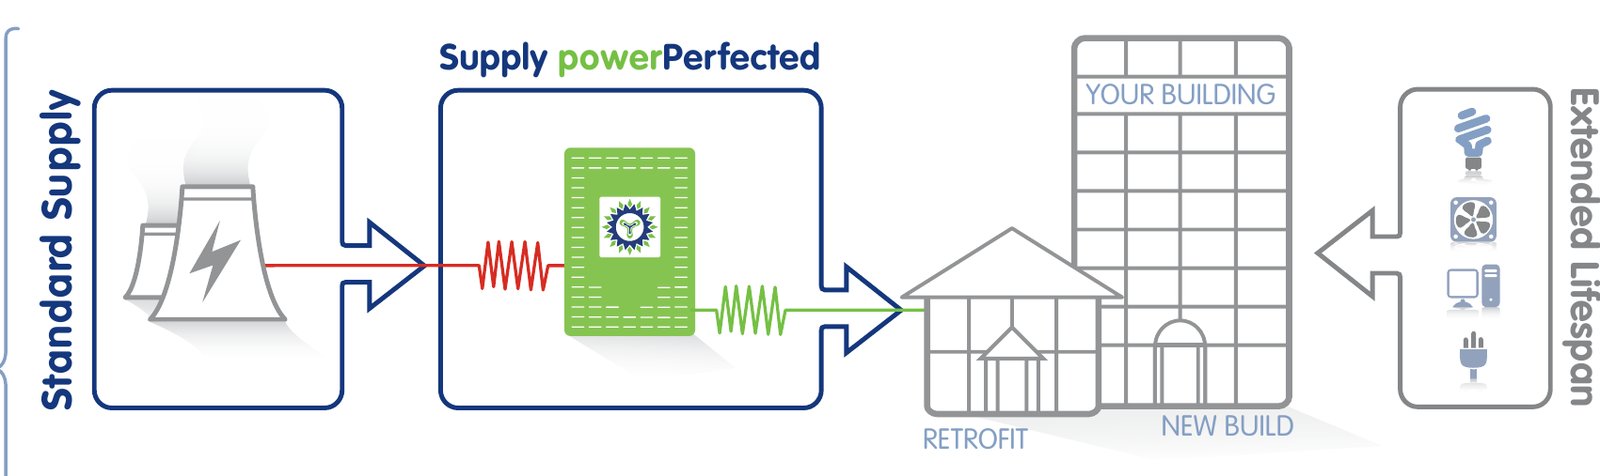 Standard Supply
Supply powerPerfected
YOUR BUILDING
RETROFIT
NEW BUILD
Extended Lifespan